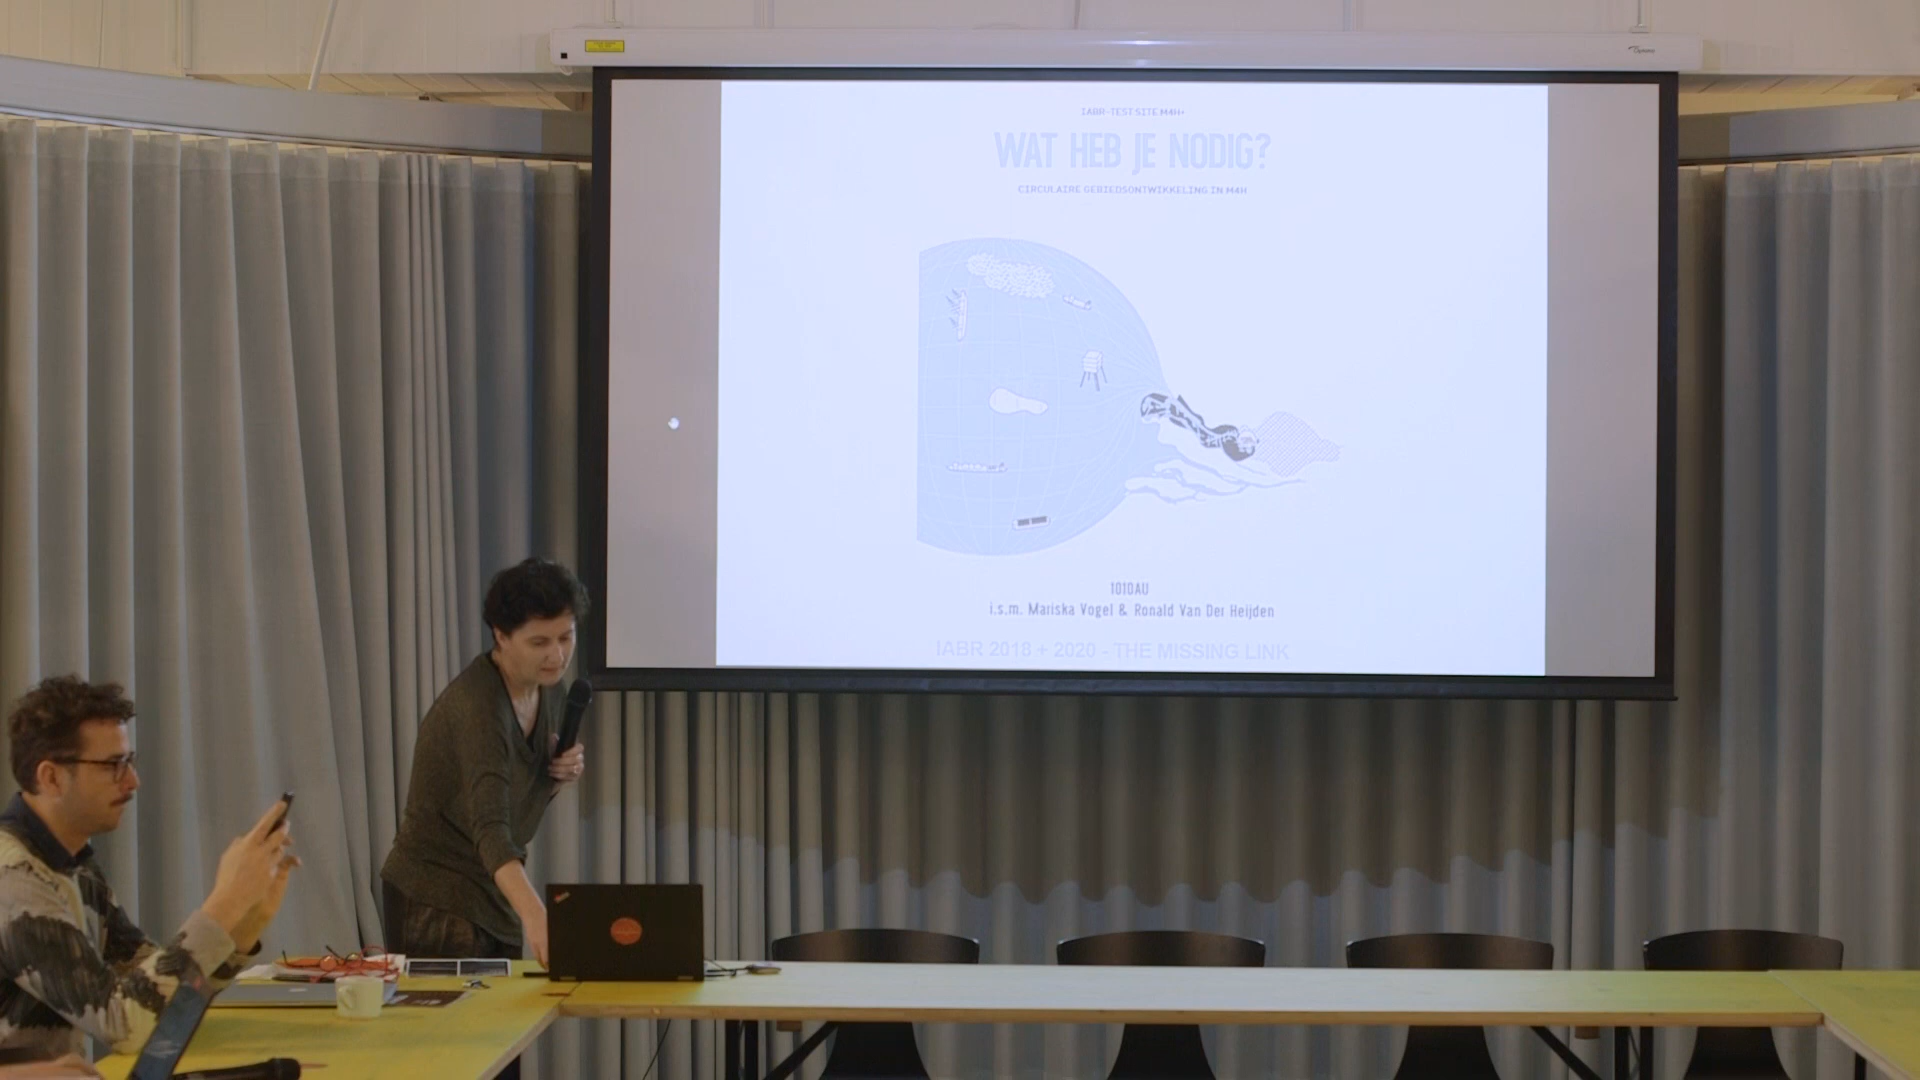 IABR-TEST SITE M4H+
WAT HEB JE NODIG?
CIRCULAIRE GEBIEDSONTWIKKELING IN M4H
1010AU
i.s.m. Mariska Vogel & Ronald Van Der Heijden
IABR 2018 + 2020 - THE MISSING LINK